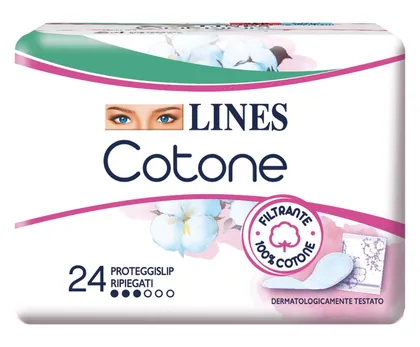 LINES
Cotone
FILTRANTE
100% COTONE
24 PROTEGGISLIP
RIPIEGATI
DERMATOLOGICAMENTE TESTATO